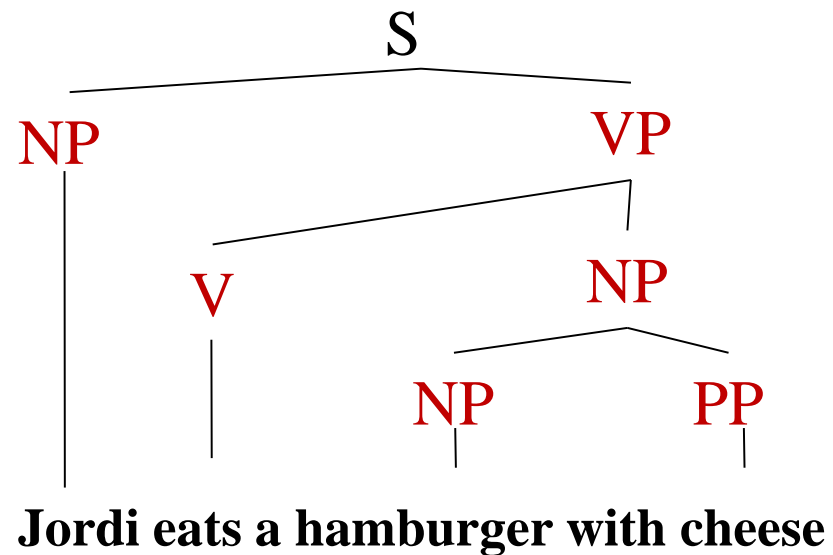 S
NP VP
V NP
NP PP
Jordi eats a hamburger with cheese